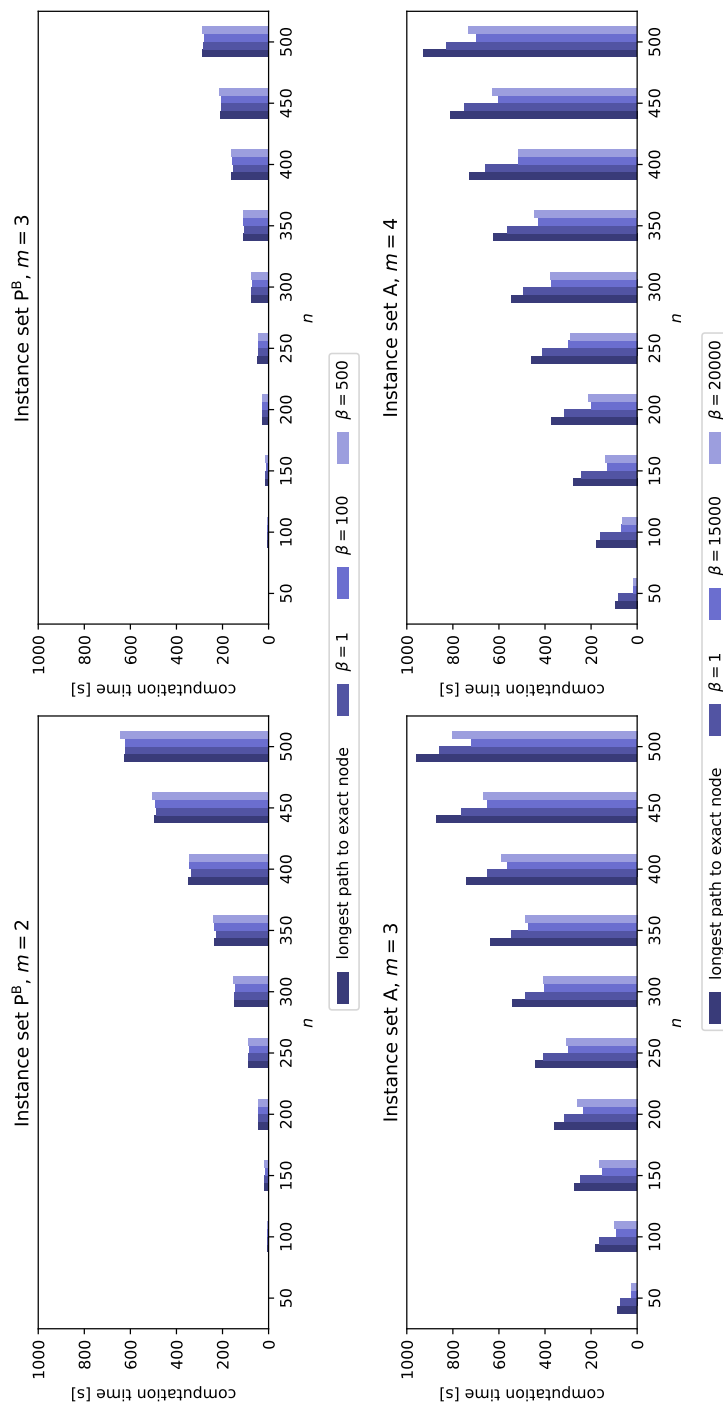 Instance set Pᴮ, m = 2
computation time [s]
1000
800
600
400
200
0
50 100 150 200 250 300 350 400 450 500
n
Instance set Pᴮ, m = 3
computation time [s]
1000
800
600
400
200
0
50 100 150 200 250 300 350 400 450 500
n
longest path to exact node β = 1 β = 100 β = 500
Instance set A, m = 3
computation time [s]
1000
800
600
400
200
0
50 100 150 200 250 300 350 400 450 500
n
Instance set A, m = 4
computation time [s]
1000
800
600
400
200
0
50 100 150 200 250 300 350 400 450 500
n
longest path to exact node β = 1 β = 15000 β = 20000